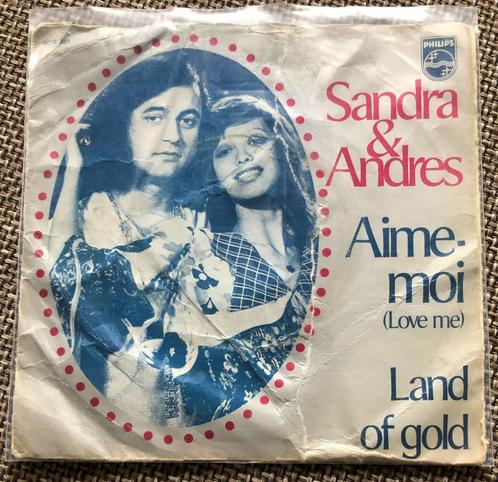 PHILIPS
Sandra
&
Andres
Aime-
moi
(Love me)
Land
of gold